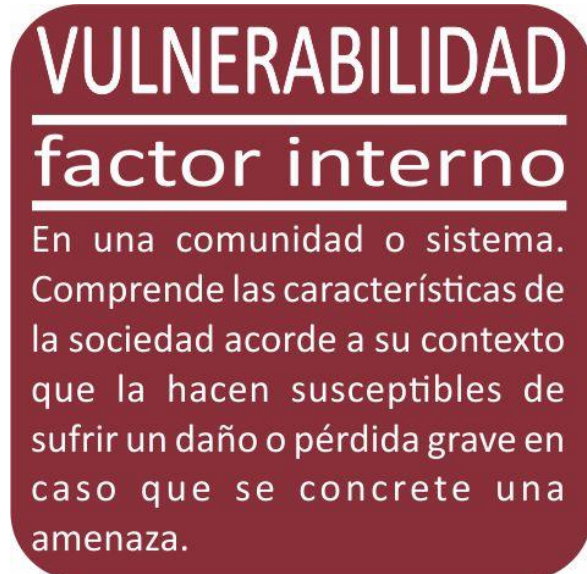 VULNERABILIDAD
factor interno
En una comunidad o sistema.
Comprende las características de
la sociedad acorde a su contexto
que la hacen susceptibles de
sufrir un daño o pérdida grave en
caso que se concrete una
amenaza.